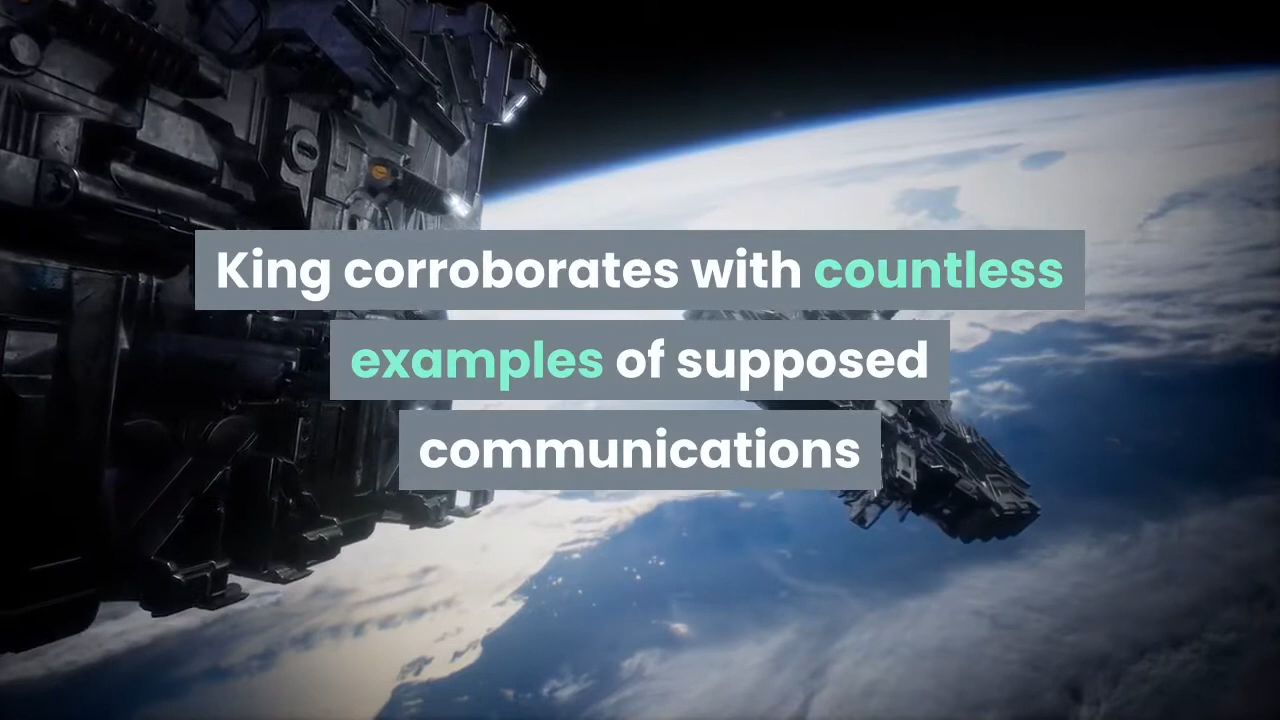 King corroborates with countless
examples of supposed
communications